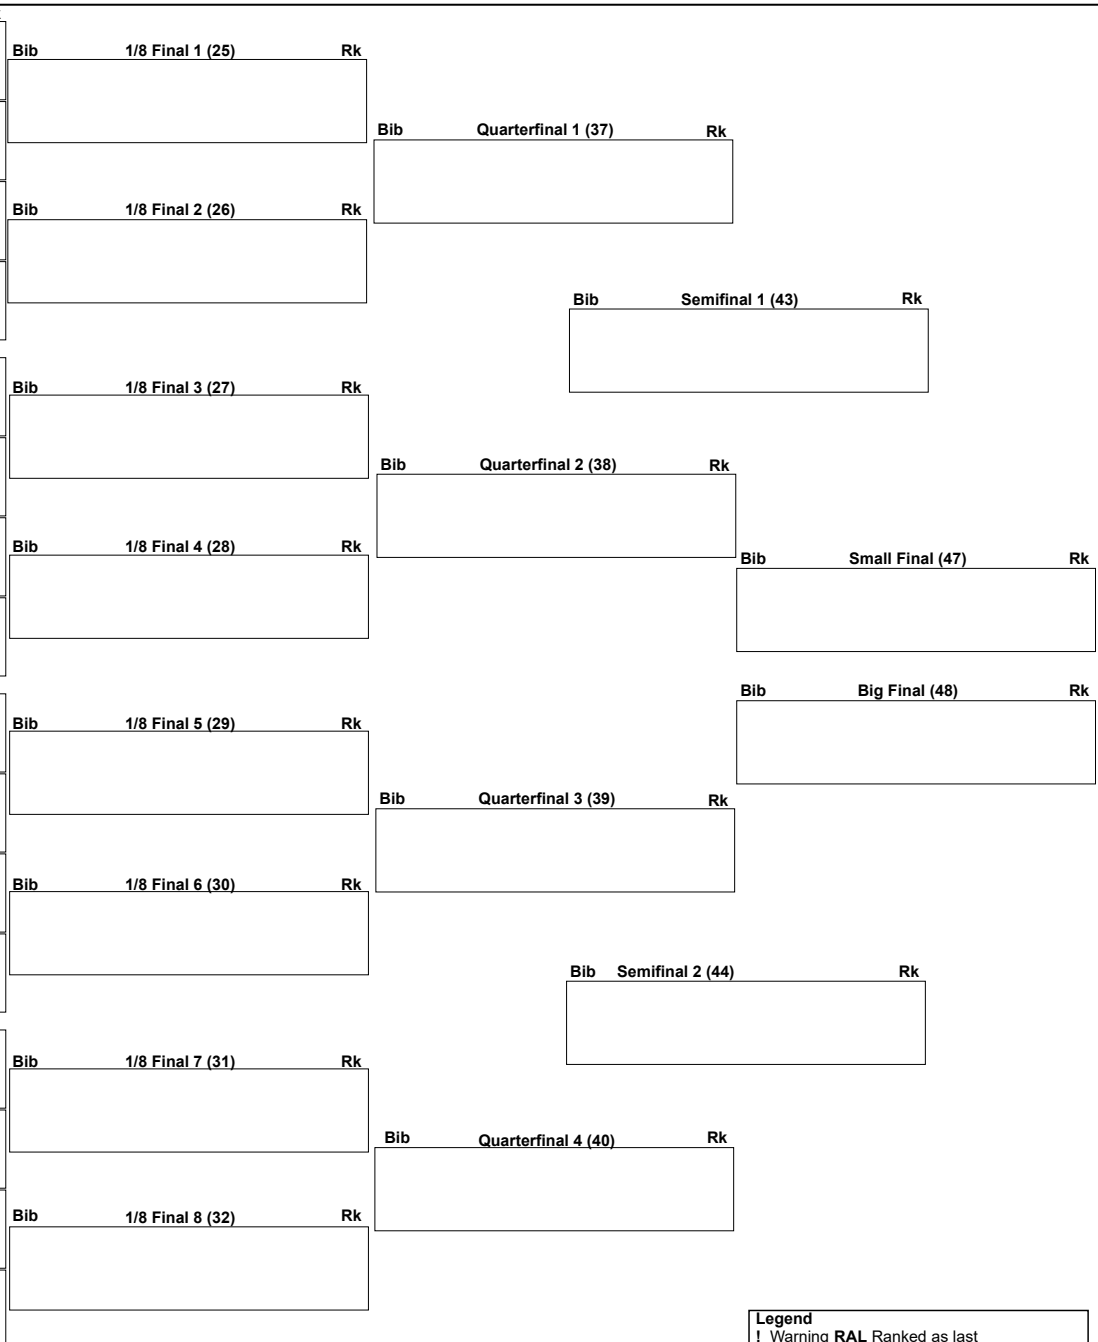 Bib 1/8 Final 1 (25) Rk
Bib Quarterfinal 1 (37) Rk
Bib 1/8 Final 2 (26) Rk
Bib Semifinal 1 (43) Rk
Bib 1/8 Final 3 (27) Rk
Bib Quarterfinal 2 (38) Rk
Bib 1/8 Final 4 (28) Rk
Bib Small Final (47) Rk
Bib Big Final (48) Rk
Bib 1/8 Final 5 (29) Rk
Bib Quarterfinal 3 (39) Rk
Bib 1/8 Final 6 (30) Rk
Bib Semifinal 2 (44) Rk
Bib 1/8 Final 7 (31) Rk
Bib Quarterfinal 4 (40) Rk
Bib 1/8 Final 8 (32) Rk
Legend
! Warning RAL Ranked as last